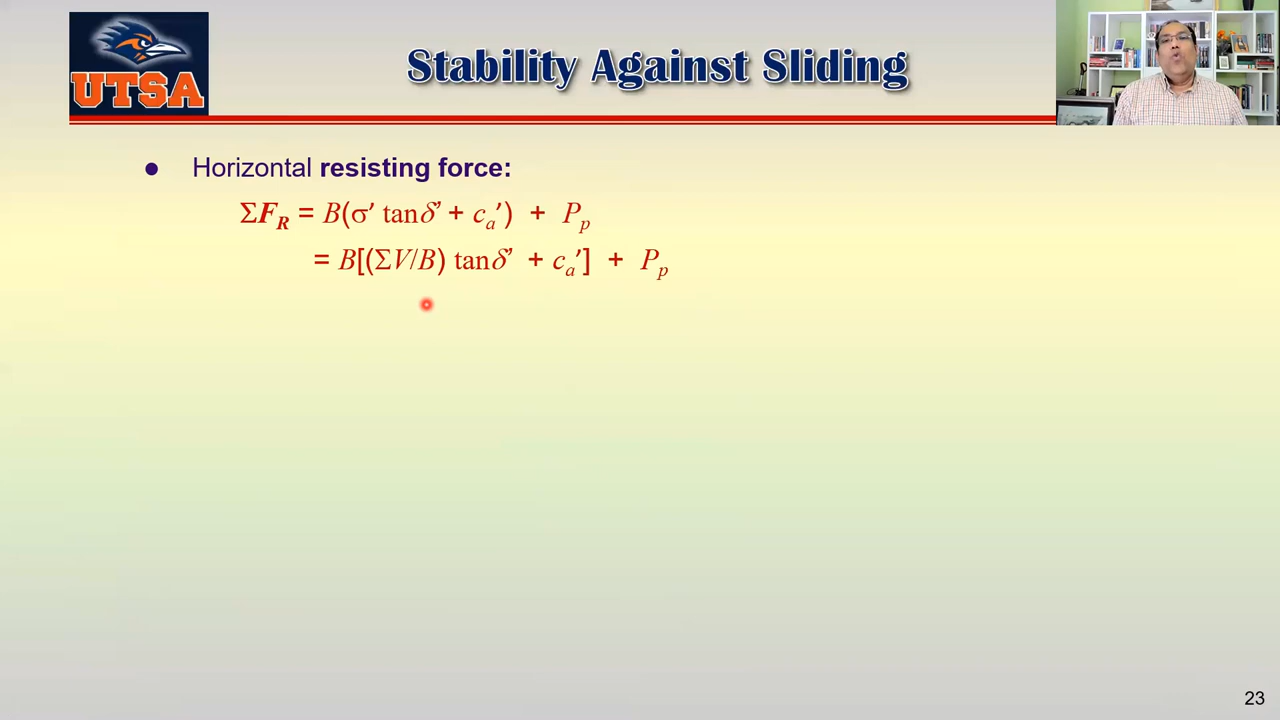 UTSA
Stability Against Sliding
● Horizontal resisting force:
ΣF_R = B(σ′ tanδ′ + c_a′) + P_p
= B[(ΣV/B) tanδ′ + c_a′] + P_p
23